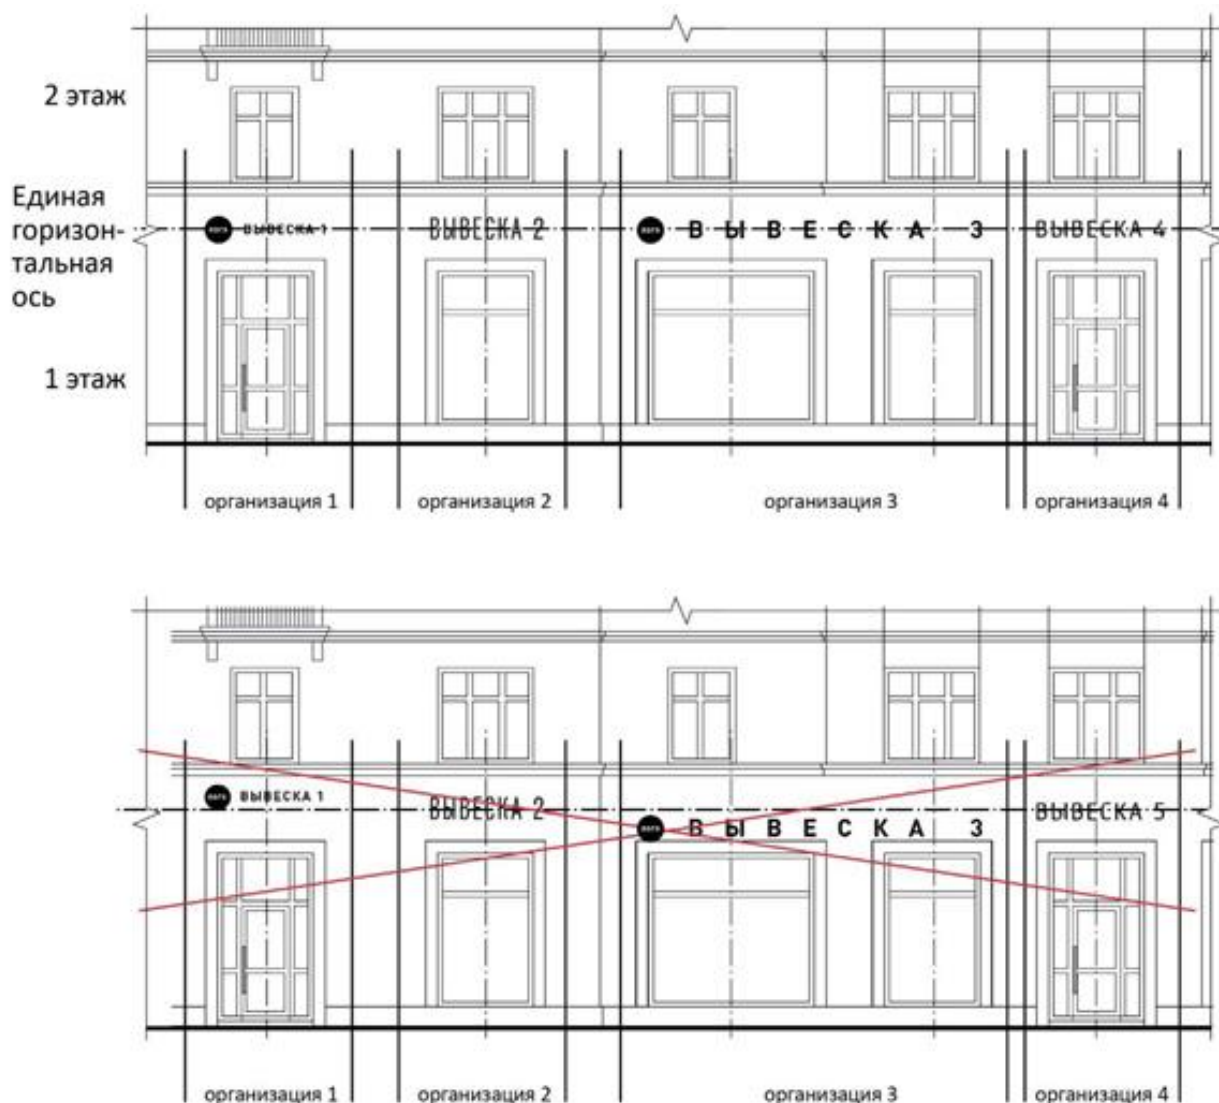 2 этаж
Единая
горизон-
тальная
ось
ВЫВЕСКА 1
ВЫВЕСКА 2
ВЫВЕСКА 3
ВЫВЕСКА 4
1 этаж
организация 1
организация 2
организация 3
организация 4
ВЫВЕСКА 1
ВЫВЕСКА 2
ВЫВЕСКА 3
ВЫВЕСКА 5
организация 1
организация 2
организация 3
организация 4